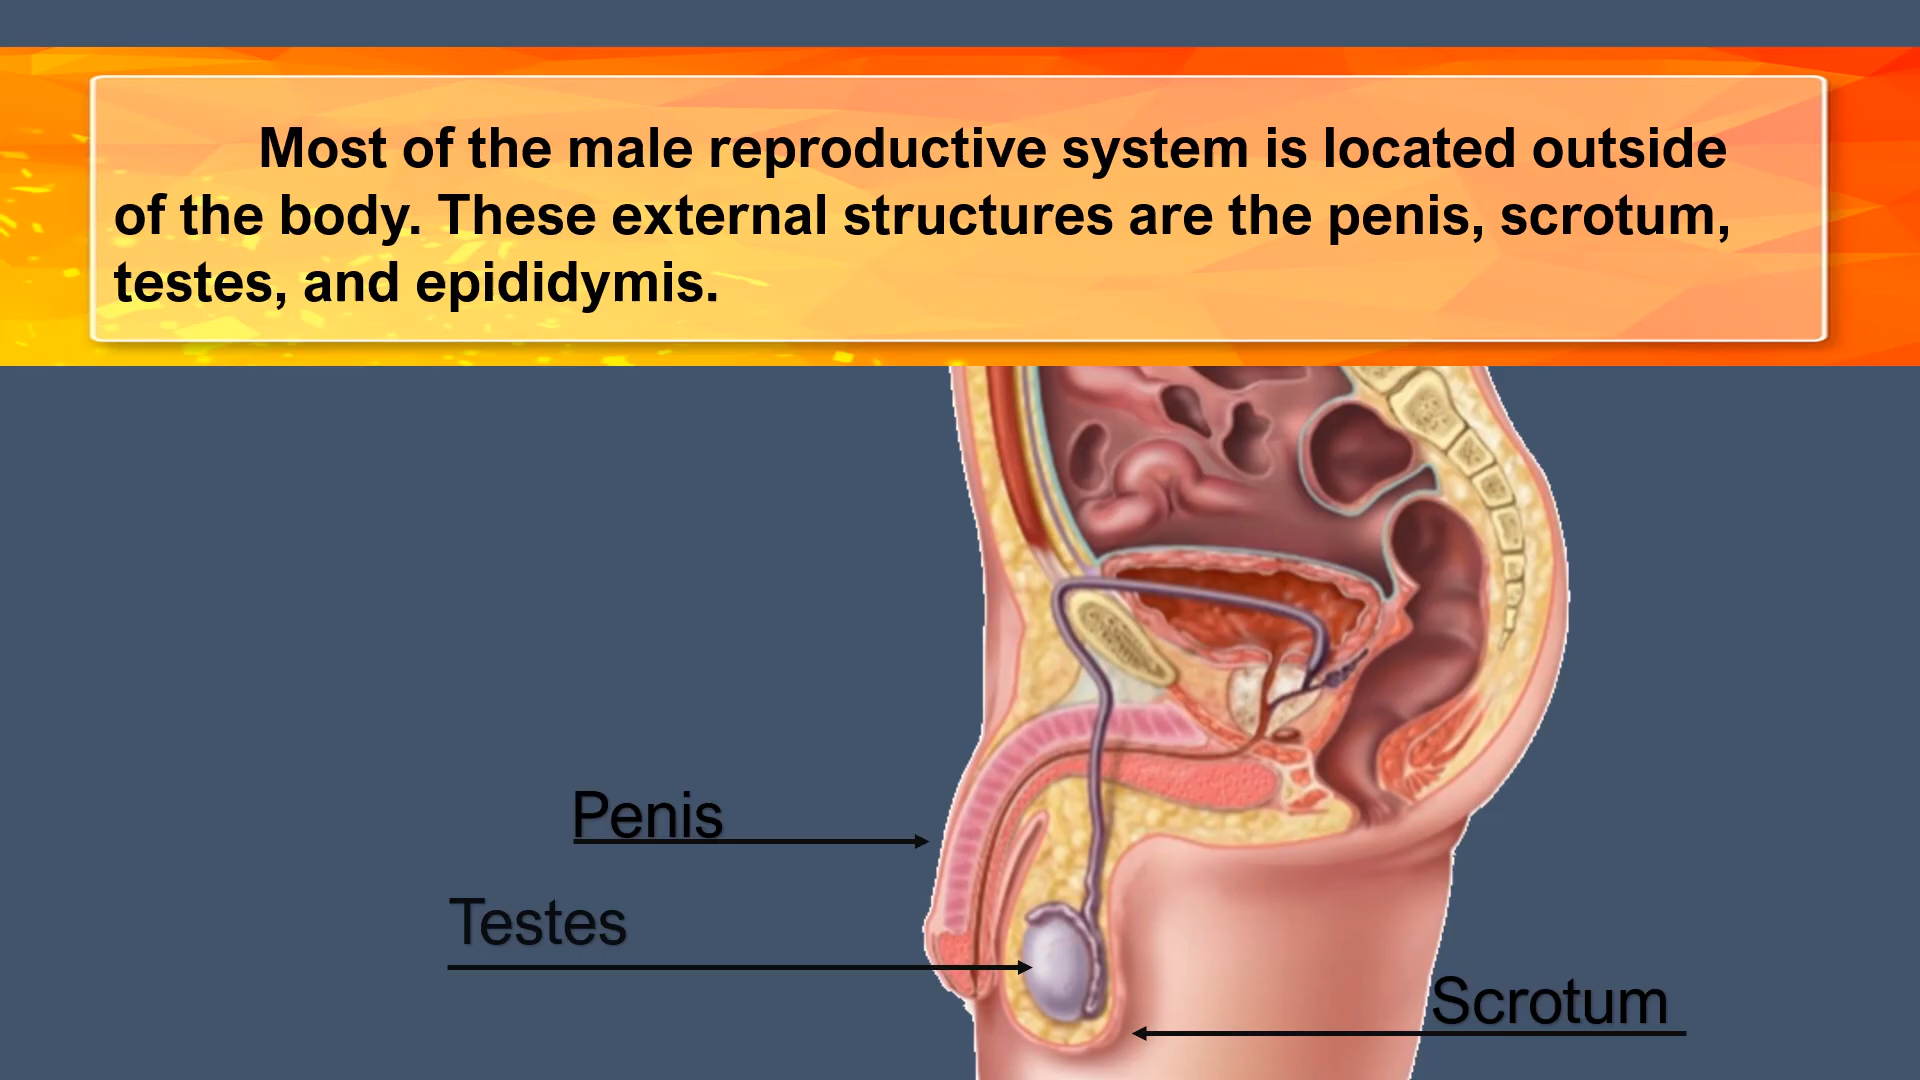 Most of the male reproductive system is located outside
of the body. These external structures are the penis, scrotum,
testes, and epididymis.
Penis
Testes
Scrotum